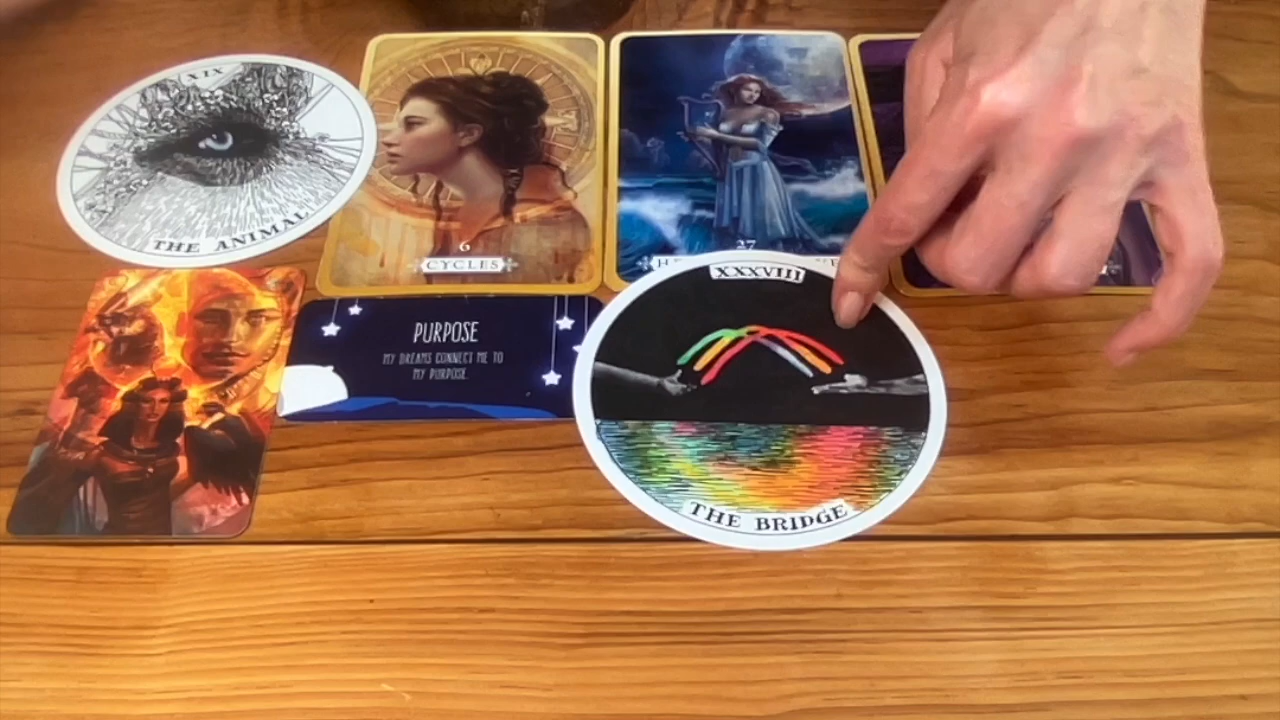 XIX
THE ANIMAL
6
CYCLES
27
XXXVIII
THE BRIDGE
PURPOSE
MY DREAMS CONNECT ME TO
MY PURPOSE.